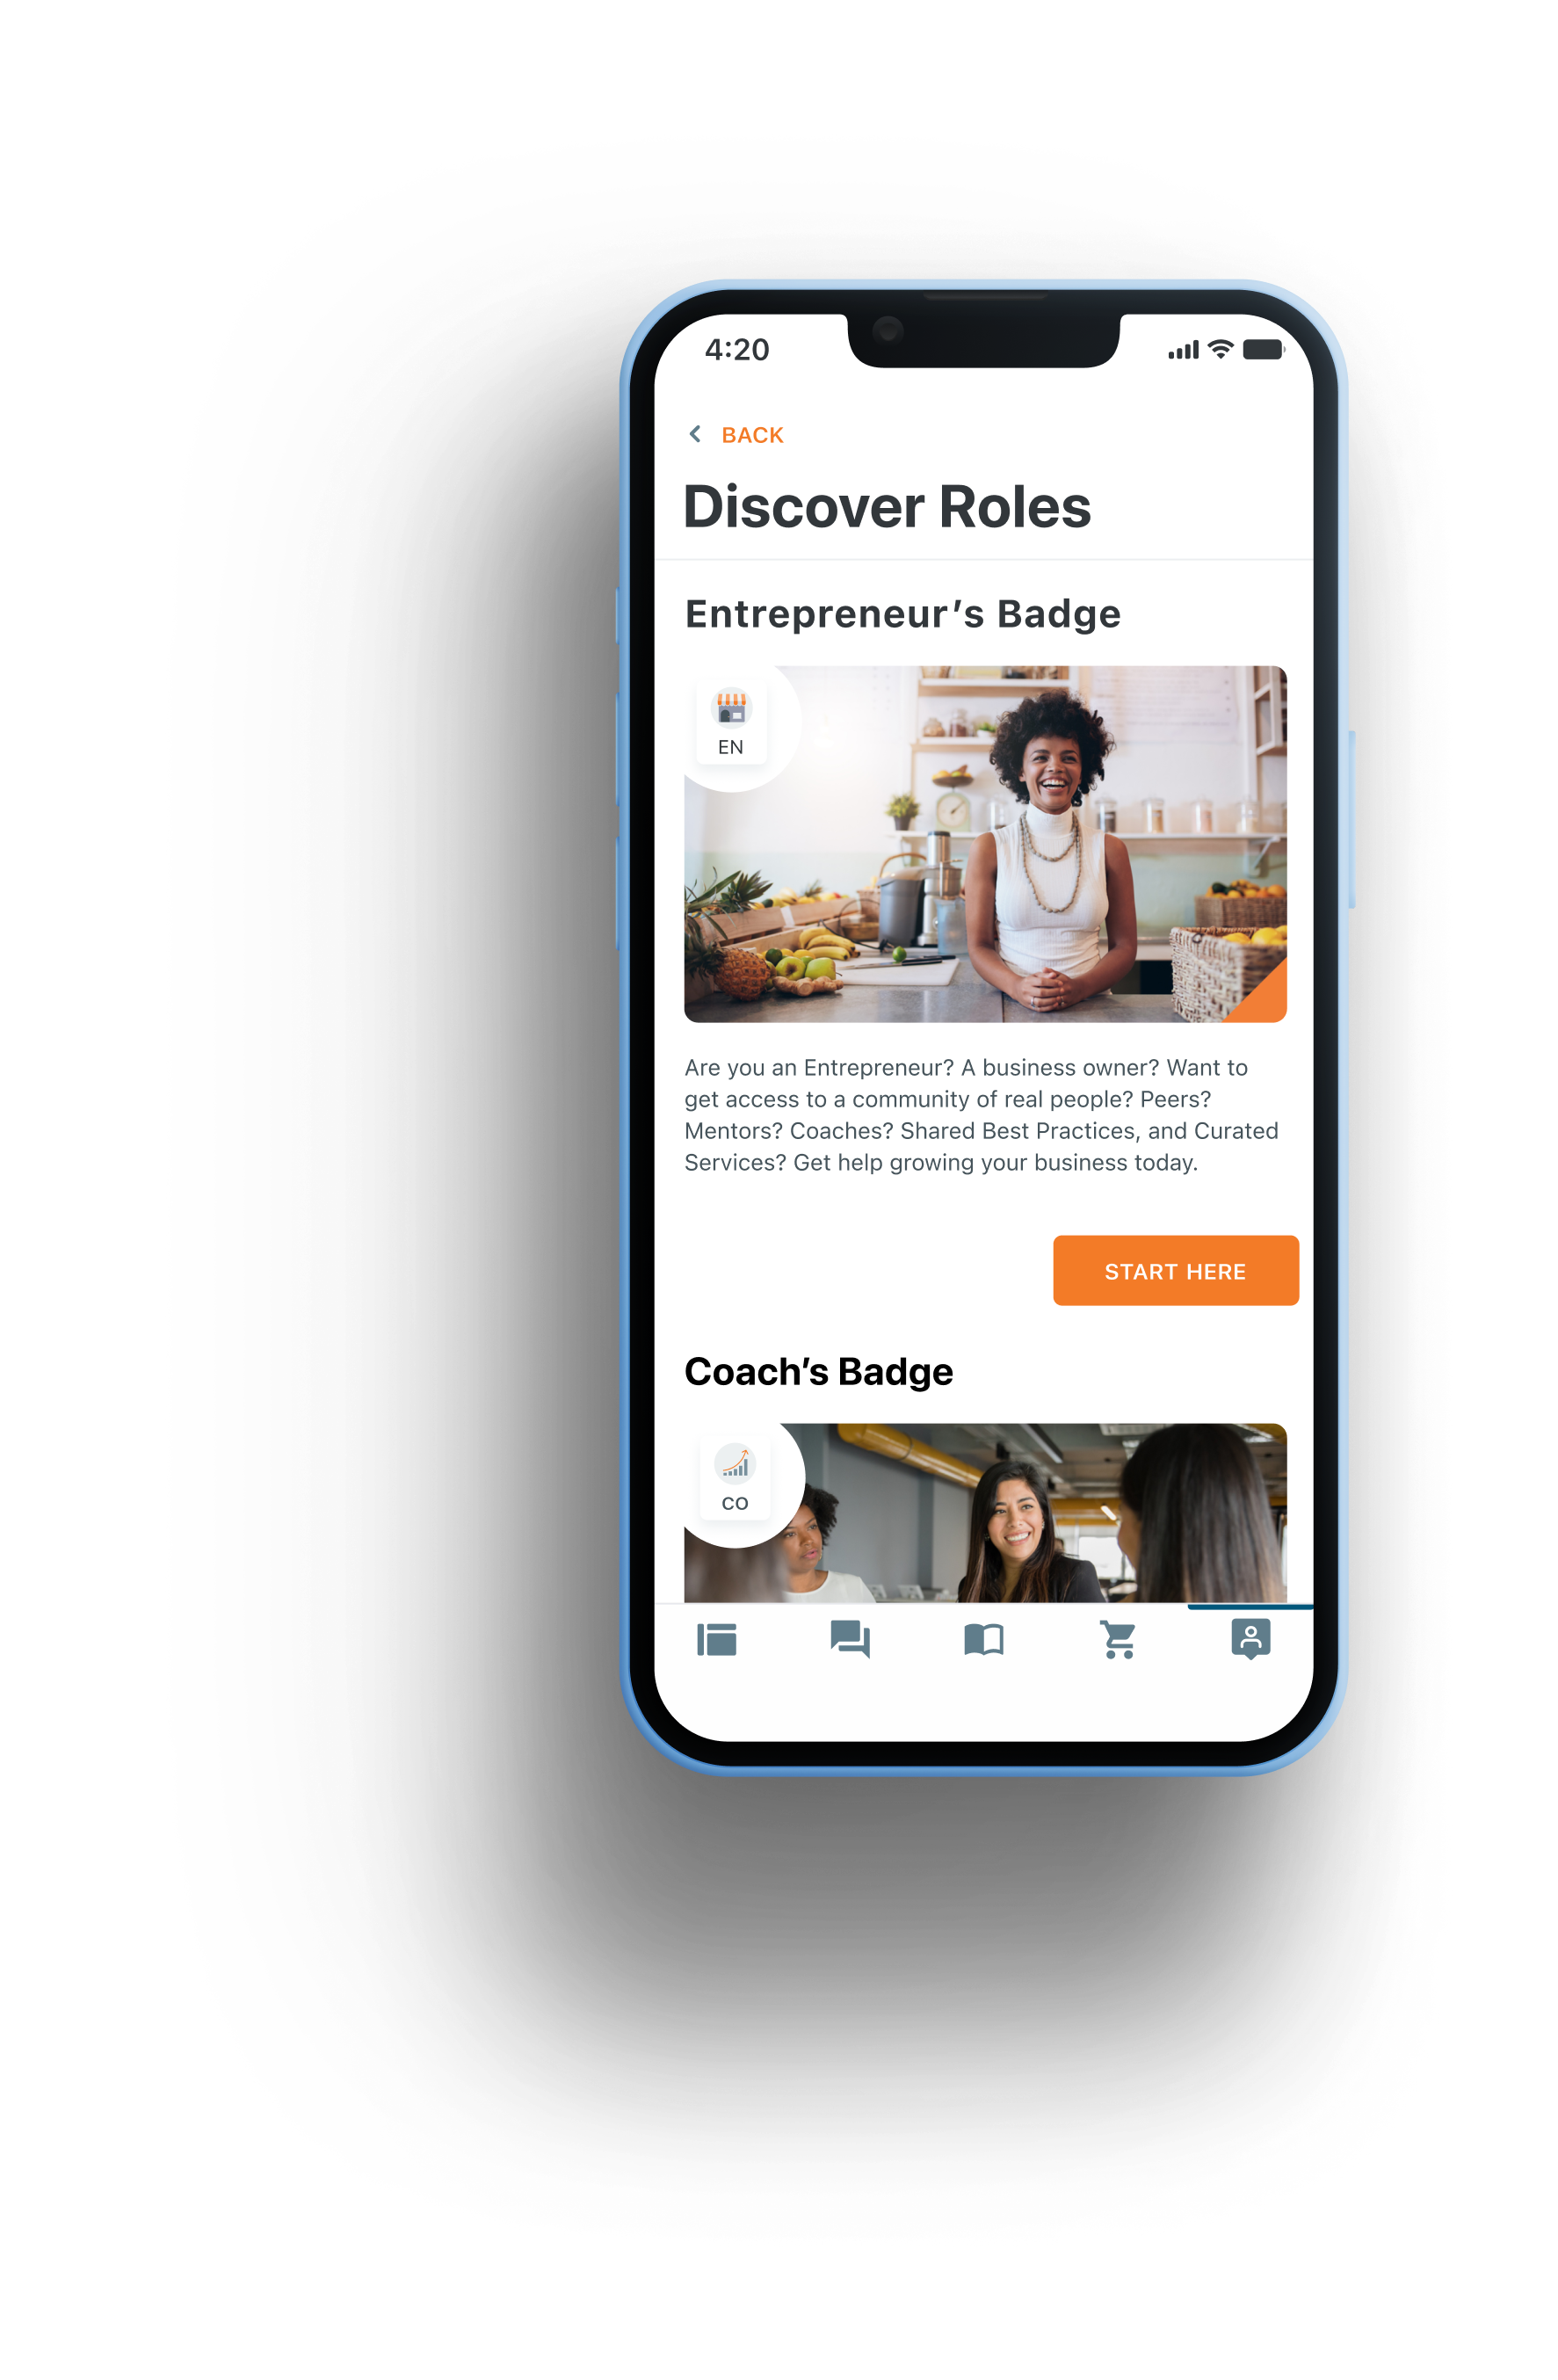 4:20
BACK
Discover Roles
Entrepreneur’s Badge
EN
Are you an Entrepreneur? A business owner? Want to
get access to a community of real people? Peers?
Mentors? Coaches? Shared Best Practices, and Curated
Services? Get help growing your business today.
START HERE
Coach’s Badge
CO